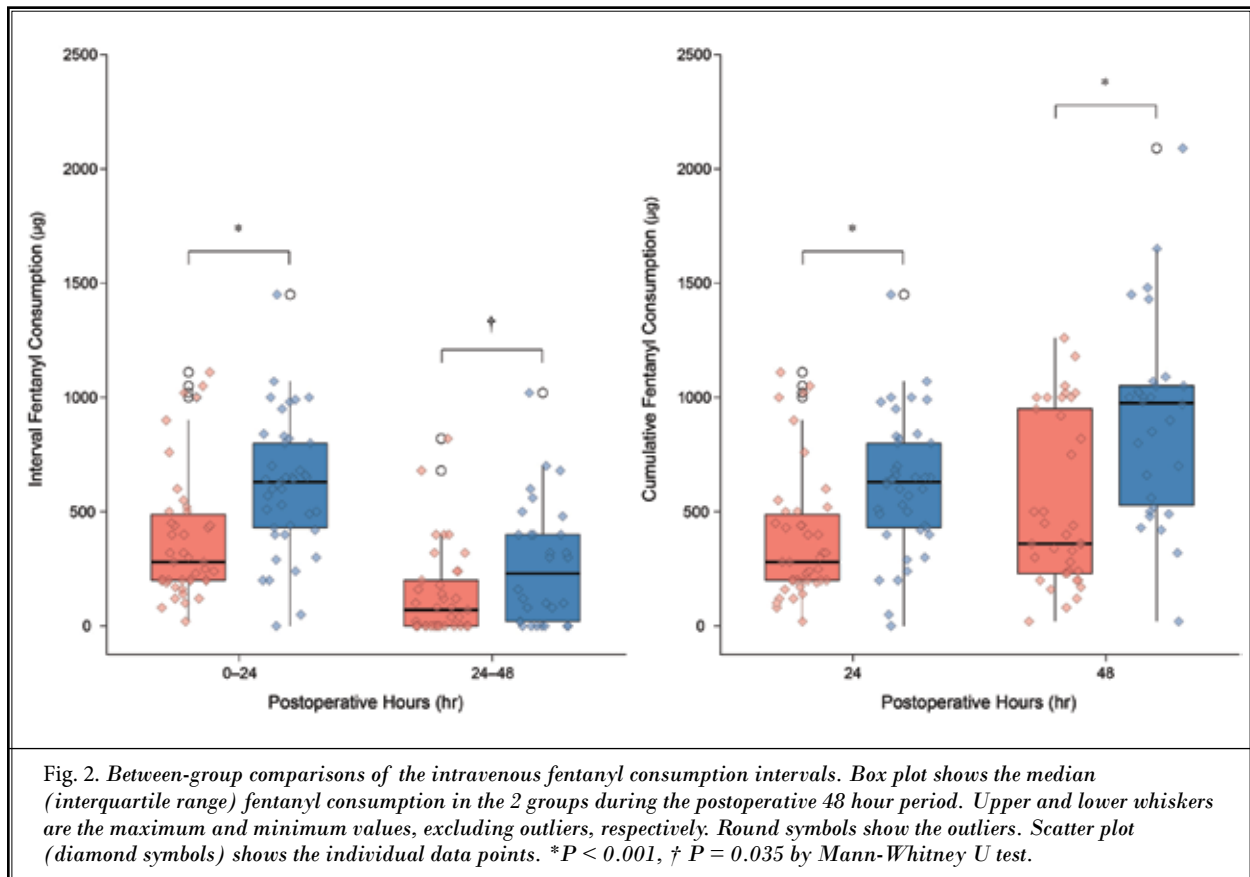 2500
2000
1500
1000
500
0
Interval Fentanyl Consumption (µg)
*
†
0–24
24–48
Postoperative Hours (hr)
2500
2000
1500
1000
500
0
Cumulative Fentanyl Consumption (µg)
*
*
24
48
Postoperative Hours (hr)
Fig. 2. Between-group comparisons of the intravenous fentanyl consumption intervals. Box plot shows the median
(interquartile range) fentanyl consumption in the 2 groups during the postoperative 48 hour period. Upper and lower whiskers
are the maximum and minimum values, excluding outliers, respectively. Round symbols show the outliers. Scatter plot
(diamond symbols) shows the individual data points. *P < 0.001, † P = 0.035 by Mann-Whitney U test.